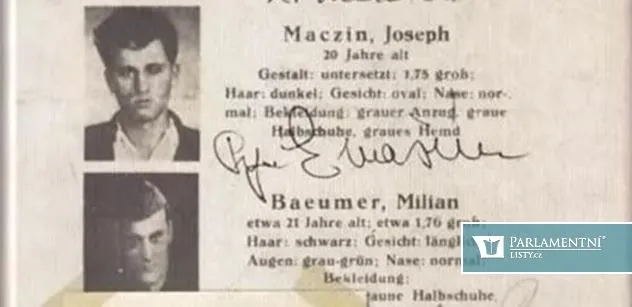 Maczin, Joseph
20 Jahre alt
Gestalt: untersetzt; 1,75 groß;
Haar: dunkel; Gesicht: oval; Nase: nor-
mal; Bekleidung: grauer Anzug, graue
Halbschuhe, graues Hemd
Baeumer, Milian
etwa 21 Jahre alt; etwa 1,76 groß;
Haar: schwarz; Gesicht: längl
Augen: grau-grün; Nase: normal;
Bekleidung:
aune Halbschuhe,
PARLAMENTNÍ
LISTY.cz